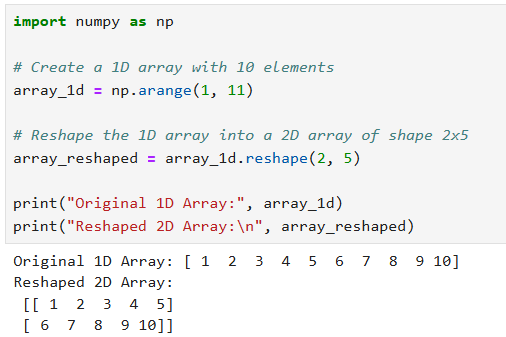 import numpy as np
# Create a 1D array with 10 elements
array_1d = np.arange(1, 11)
# Reshape the 1D array into a 2D array of shape 2x5
array_reshaped = array_1d.reshape(2, 5)
print("Original 1D Array:", array_1d)
print("Reshaped 2D Array:\n", array_reshaped)
Original 1D Array: [ 1  2  3  4  5  6  7  8  9 10]
Reshaped 2D Array:
 [[ 1  2  3  4  5]
 [ 6  7  8  9 10]]